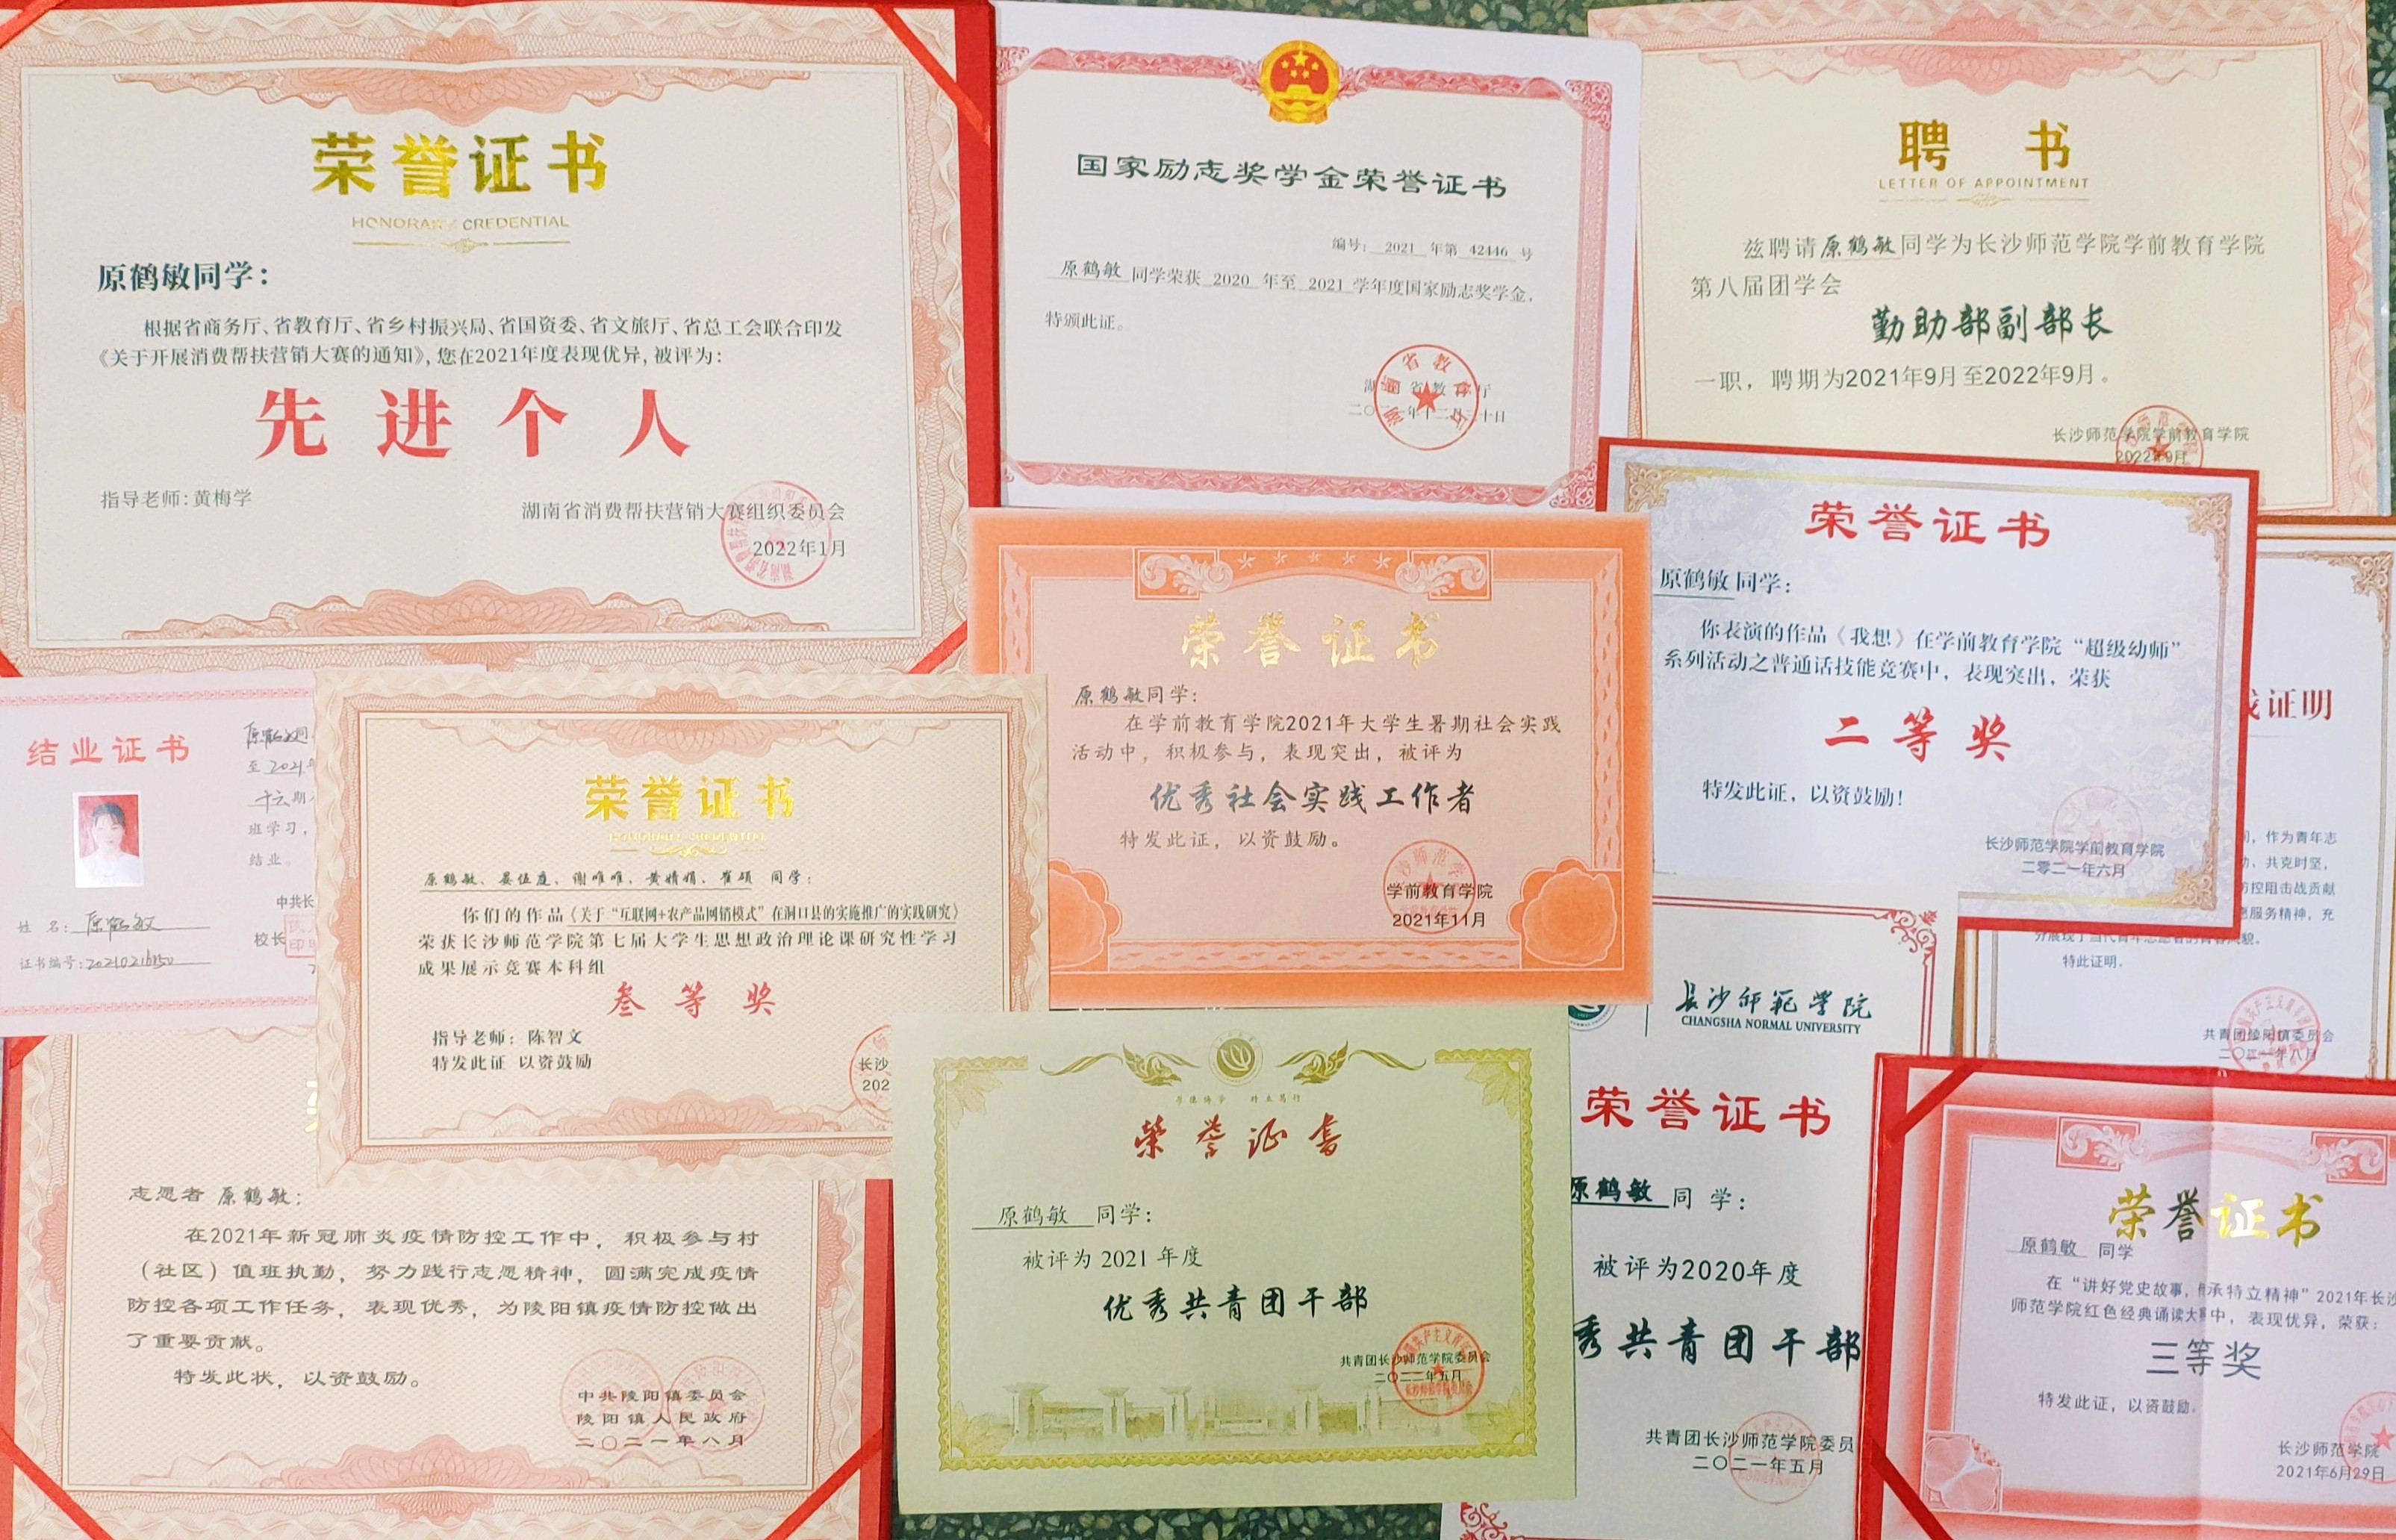 荣誉证书
HONORARY CREDENTIAL
原鹤敏同学：
根据省商务厅、省教育厅、省乡村振兴局、省国资委、省文旅厅、省总工会联合印发
《关于开展消费帮扶营销大赛的通知》，您在2021年度表现优异，被评为：
先进个人
指导老师：黄梅学
湖南省消费帮扶营销大赛组织委员会
2022年1月
国家励志奖学金荣誉证书
编号： 2021 年第 42446 号
原鹤敏 同学荣获 2020 年至 2021 学年度国家励志奖学金，
特颁此证。
湖南省教育厅
二〇二一年十二月三十日
聘书
LETTER OF APPOINTMENT
兹聘请原鹤敏同学为长沙师范学院学前教育学院
第八届团学会
勤助部副部长
一职，聘期为2021年9月至2022年9月。
长沙师范学院学前教育学院
2022年9月
荣誉证书
原鹤敏同学：
你表演的作品《我想》在学前教育学院“超级幼师”
系列活动之普通话技能竞赛中，表现突出，荣获
二等奖
特发此证，以资鼓励！
长沙师范学院学前教育学院
二零二一年六月
荣誉证书
原鹤敏同学：
在学前教育学院2021年大学生暑期社会实践
活动中，积极参与，表现突出，被评为
优秀社会实践工作者
特发此证，以资鼓励。
学前教育学院
2021年11月
证明
作为青年志
共克时坚，
防控阻击战贡献
愿服务精神，充
分展现了当代青年志愿者的青春风貌。
特此证明。
共青团陵阳镇委员会
二〇二一年八月
结业证书
姓名：原鹤敏
证书编号：
原鹤敏同
至 2021年
十六期
班学习，
结业。
中共长
校长
荣誉证书
HONORARY CREDENTIAL
原鹤敏、晏伍庭、谢唯唯、黄婧娟、崔硕 同学：
你们的作品《关于“互联网+农产品网销模式”在洞口县的实施推广的实践研究》
荣获长沙师范学院第七届大学生思想政治理论课研究性学习
成果展示竞赛本科组
叁等奖
指导老师：陈智文
特发此证 以资鼓励
长沙
202
志愿者 原鹤敏：
在2021年新冠肺炎疫情防控工作中，积极参与村
（社区）值班执勤，努力践行志愿精神，圆满完成疫情
防控各项工作任务，表现优秀，为陵阳镇疫情防控做出
了重要贡献。
特发此状，以资鼓励。
中共陵阳镇委员会
陵阳镇人民政府
二〇二一年八月
荣誉证书
原鹤敏 同学：
被评为 2021 年度
优秀共青团干部
共青团长沙师范学院委员会
二〇二二年五月
长沙师范学院
CHANGSHA NORMAL UNIVERSITY
荣誉证书
原鹤敏 同 学：
被评为2020年度
秀共青团干部
共青团长沙师范学院委员
二〇二一年五月
荣誉证书
原鹤敏 同学
在“讲好党史故事，传承特立精神”2021年长沙
师范学院红色经典诵读大赛中，表现优异，荣获：
三等奖
特发此证，以资鼓励。
长沙师范学院
2021年6月29日